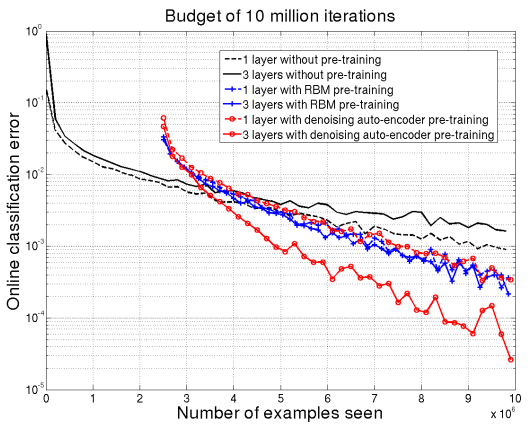 Budget of 10 million iterations
10^0
10^-1
10^-2
10^-3
10^-4
10^-5
Online classification error
1 layer without pre-training
3 layers without pre-training
1 layer with RBM pre-training
3 layers with RBM pre-training
1 layer with denoising auto-encoder pre-training
3 layers with denoising auto-encoder pre-training
0 1 2 3 4 5 6 7 8 9 10
x 10^6
Number of examples seen